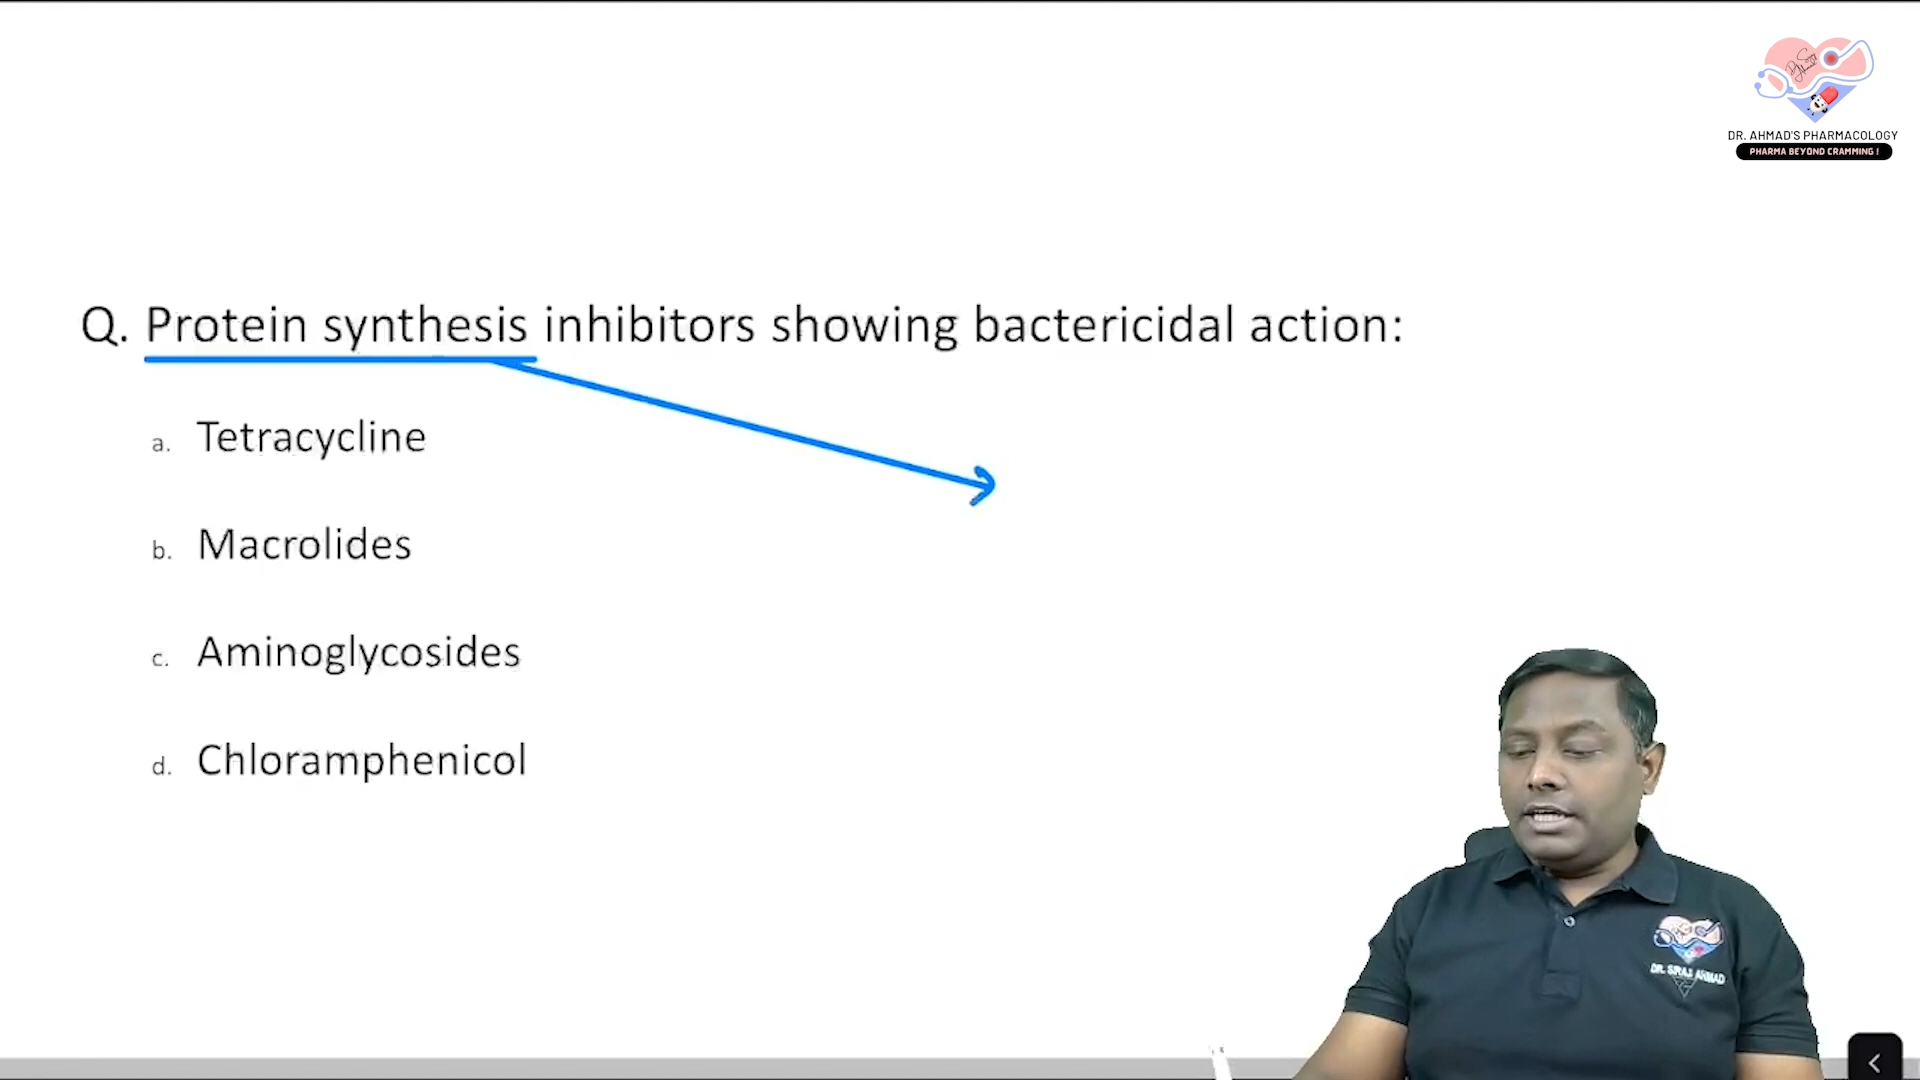 DR. AHMAD'S PHARMACOLOGY
PHARMA BEYOND CRAMMING !
Q. Protein synthesis inhibitors showing bactericidal action:
a. Tetracycline
b. Macrolides
c. Aminoglycosides
d. Chloramphenicol
DR. SIRAJ AHMAD